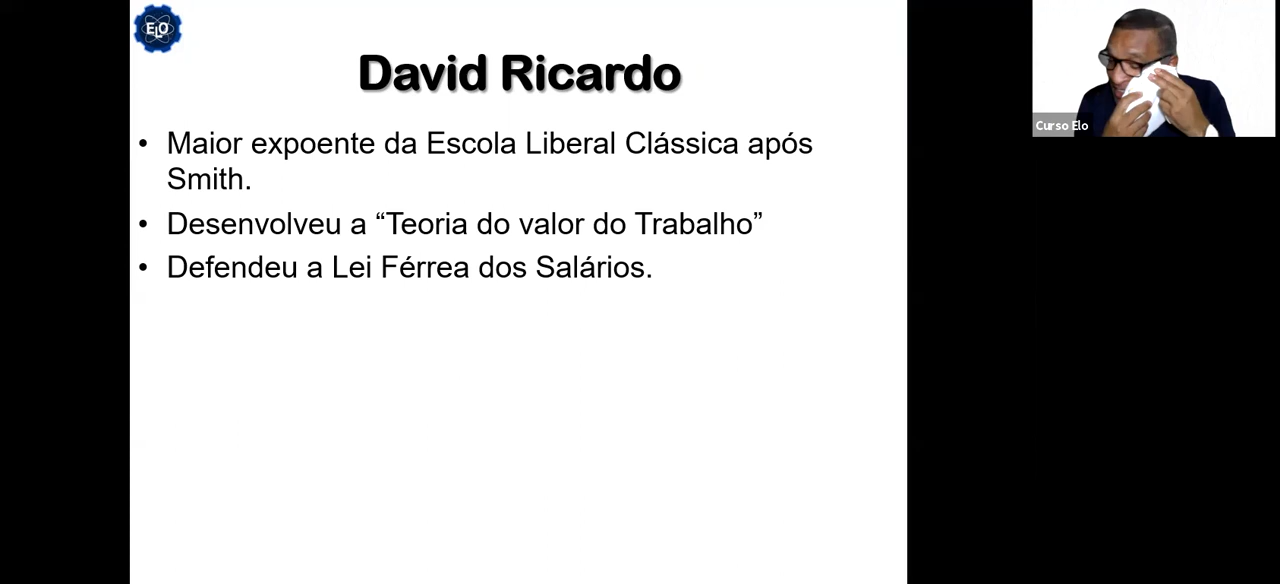 ELO
David Ricardo
• Maior expoente da Escola Liberal Clássica após
Smith.
• Desenvolveu a “Teoria do valor do Trabalho”
• Defendeu a Lei Férrea dos Salários.
Curso Elo